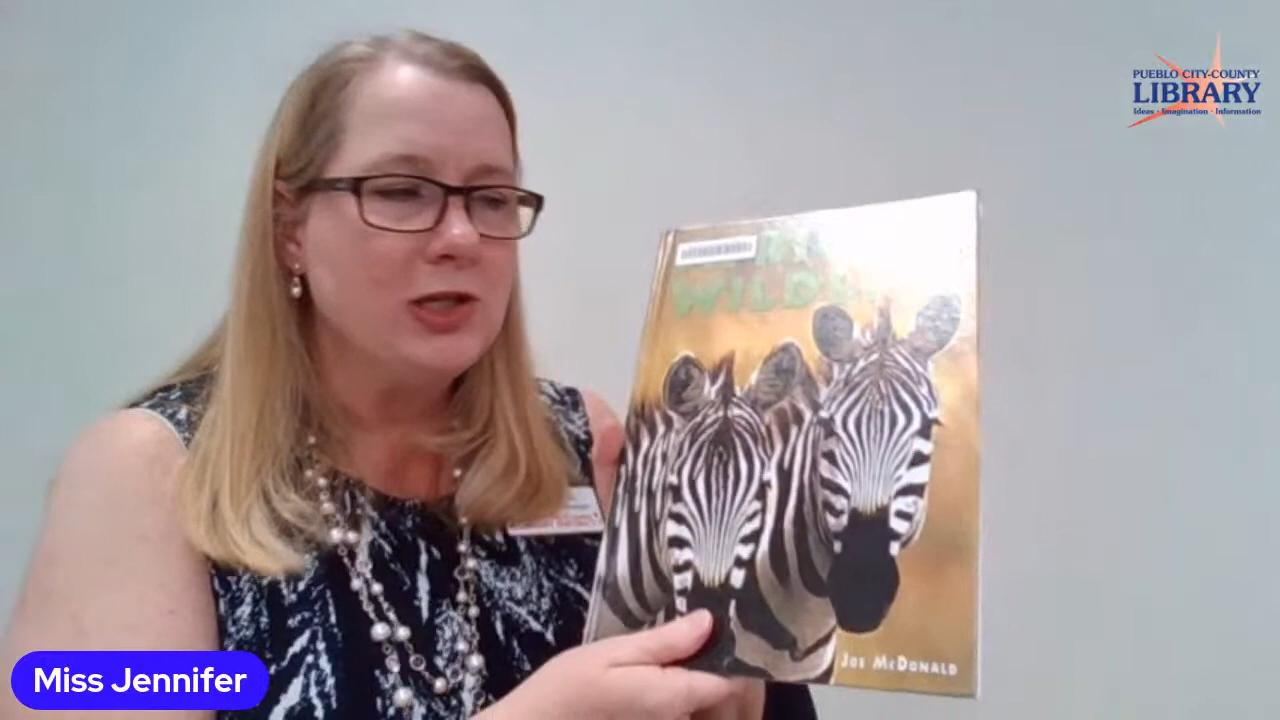 PUEBLO CITY-COUNTY
LIBRARY
Ideas · Imagination · Information
JOE MCDONALD
Miss Jennifer